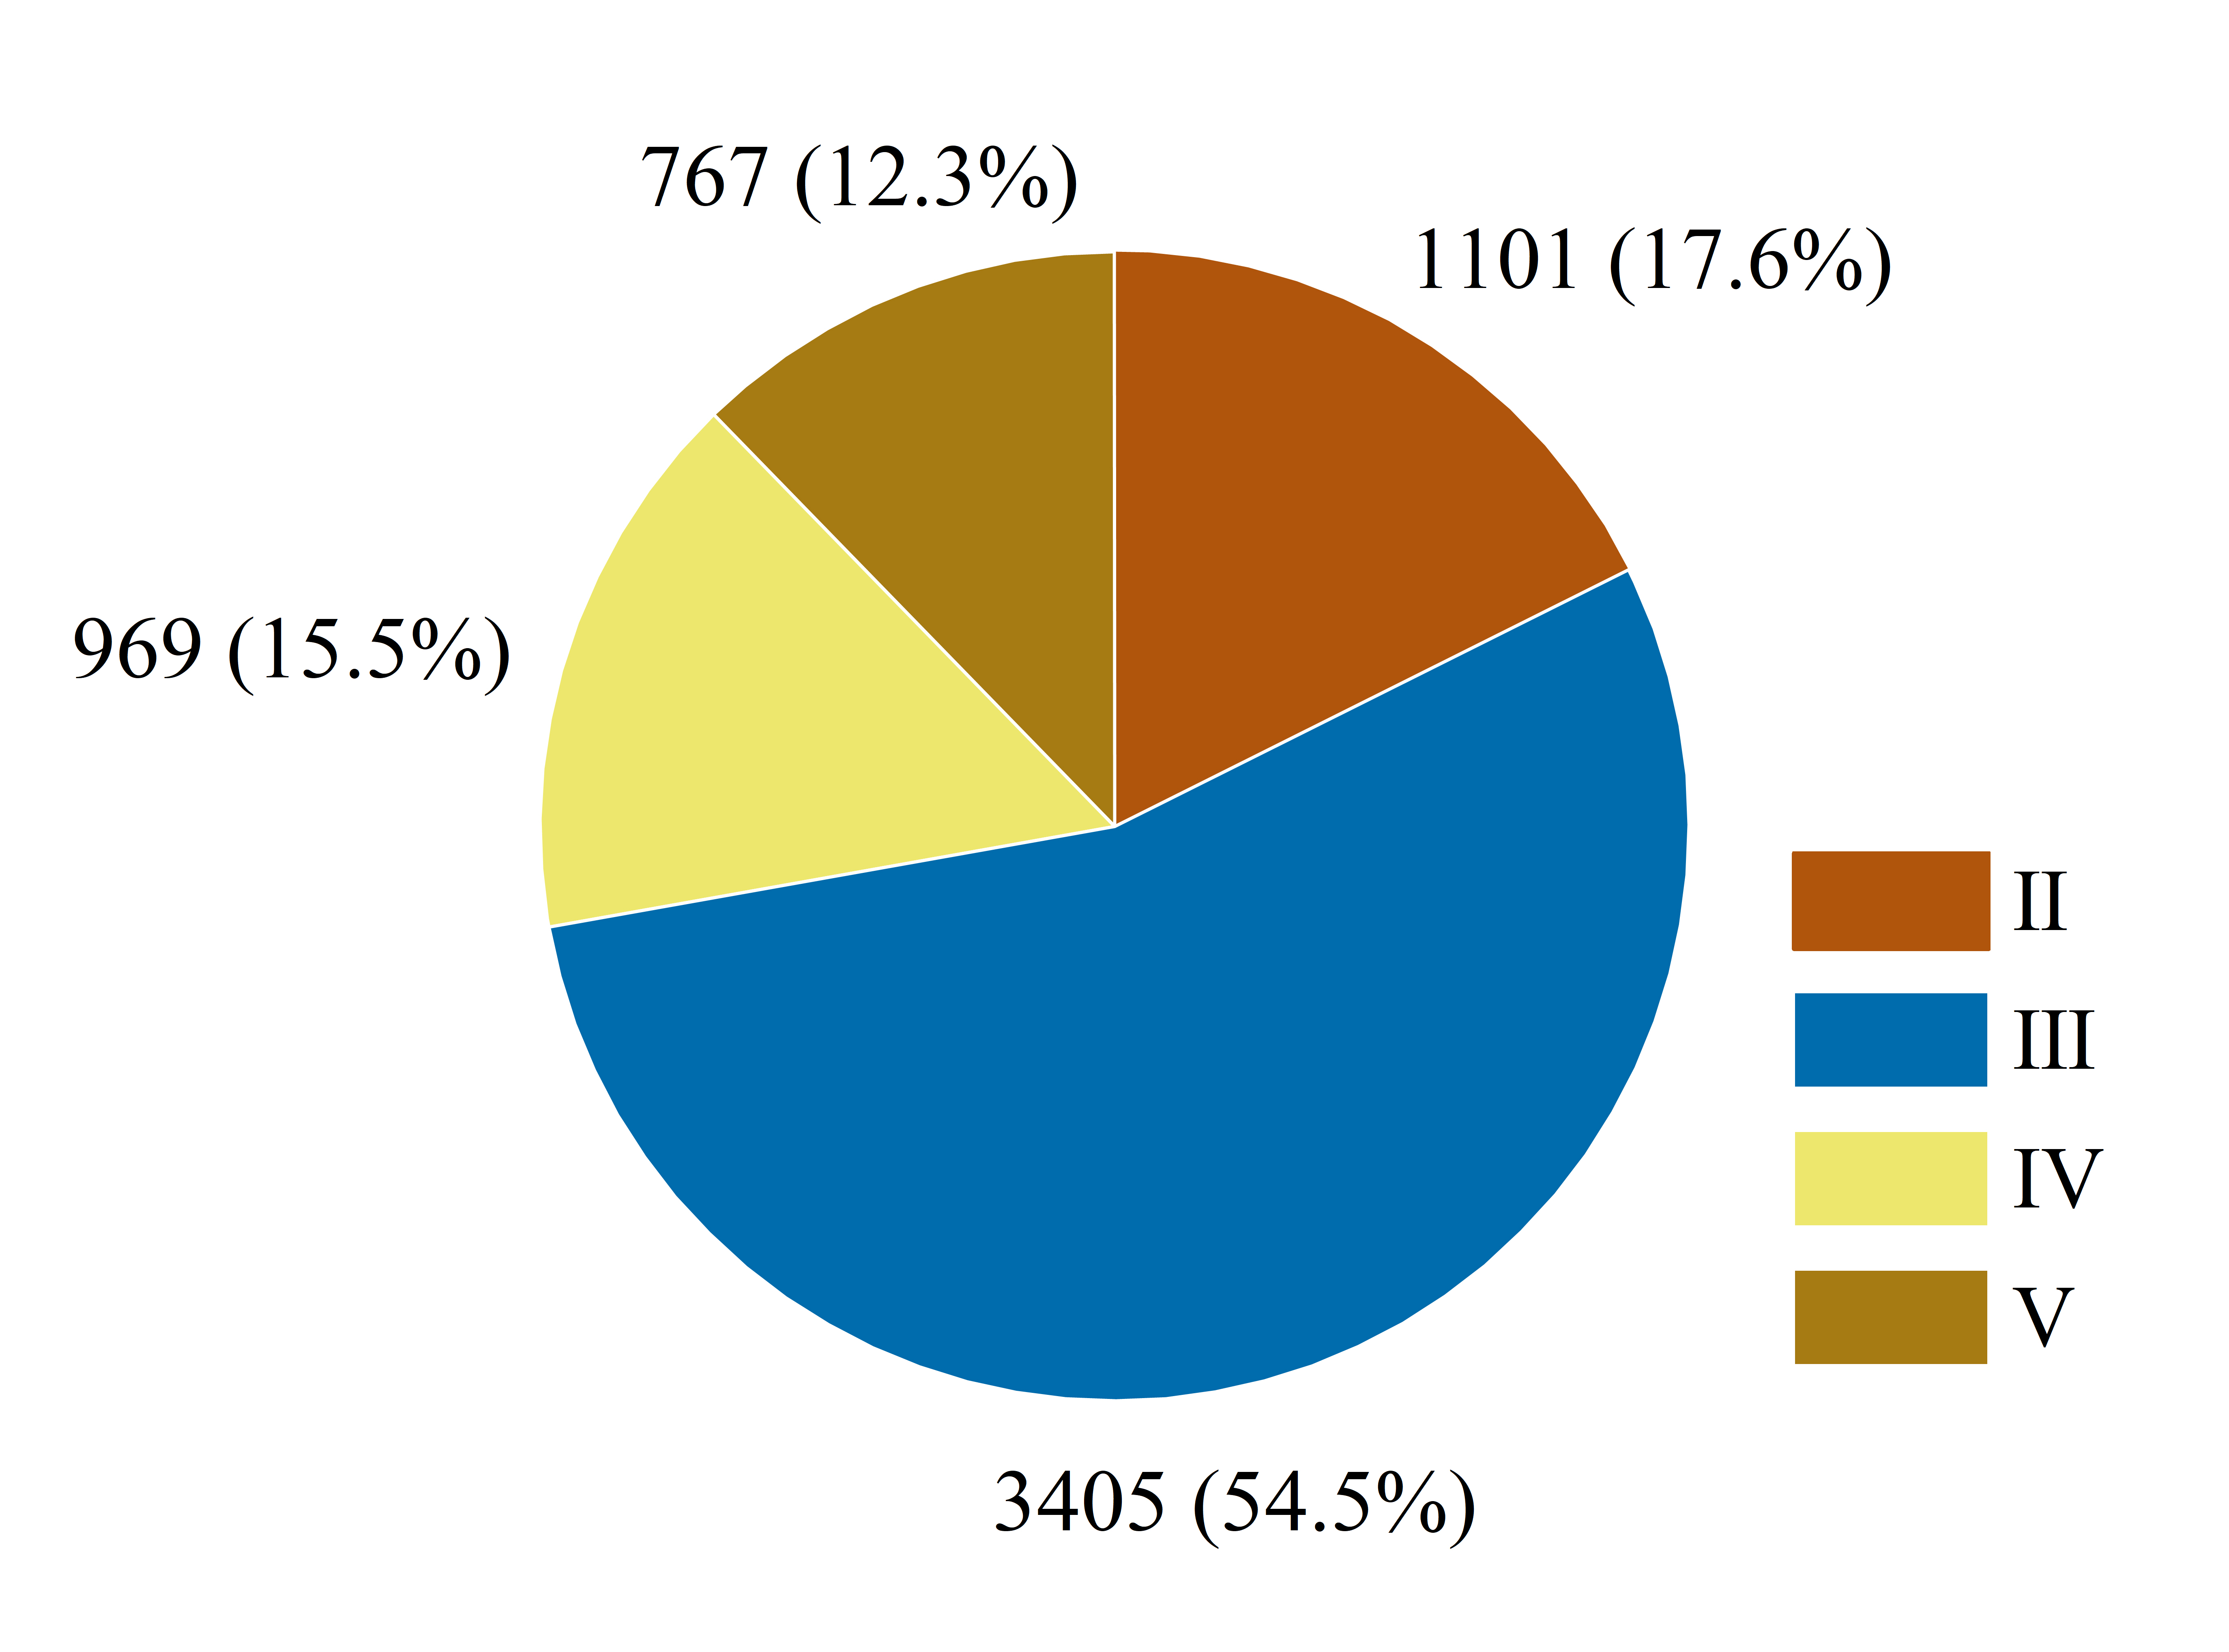 767 (12.3%)
1101 (17.6%)
969 (15.5%)
II
III
IV
V
3405 (54.5%)